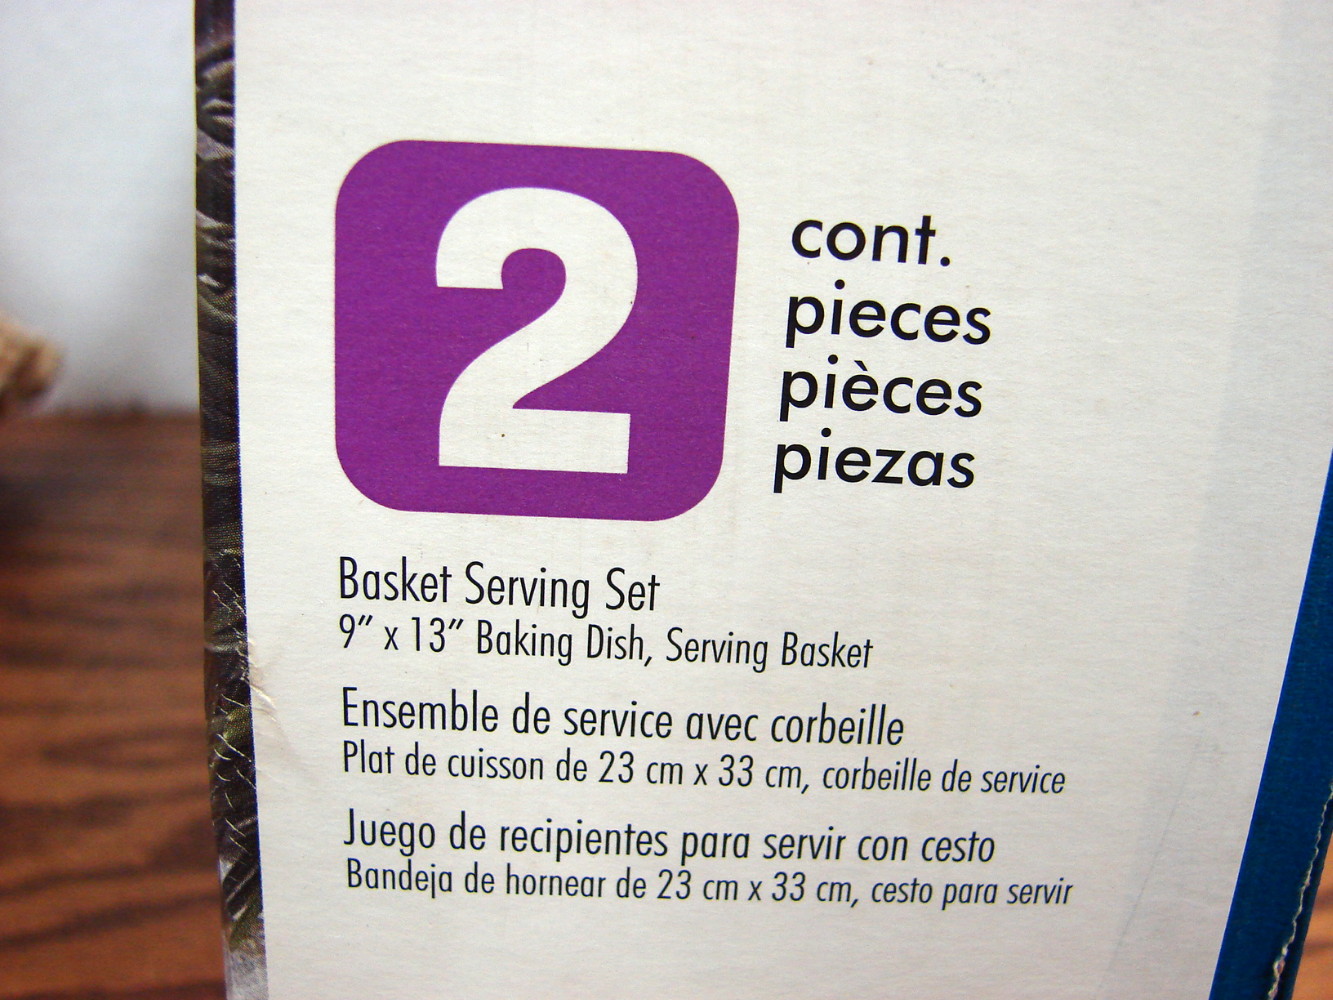 2
cont.
pieces
pièces
piezas
Basket Serving Set
9” x 13” Baking Dish, Serving Basket
Ensemble de service avec corbeille
Plat de cuisson de 23 cm x 33 cm, corbeille de service
Juego de recipientes para servir con cesto
Bandeja de hornear de 23 cm x 33 cm, cesto para servir